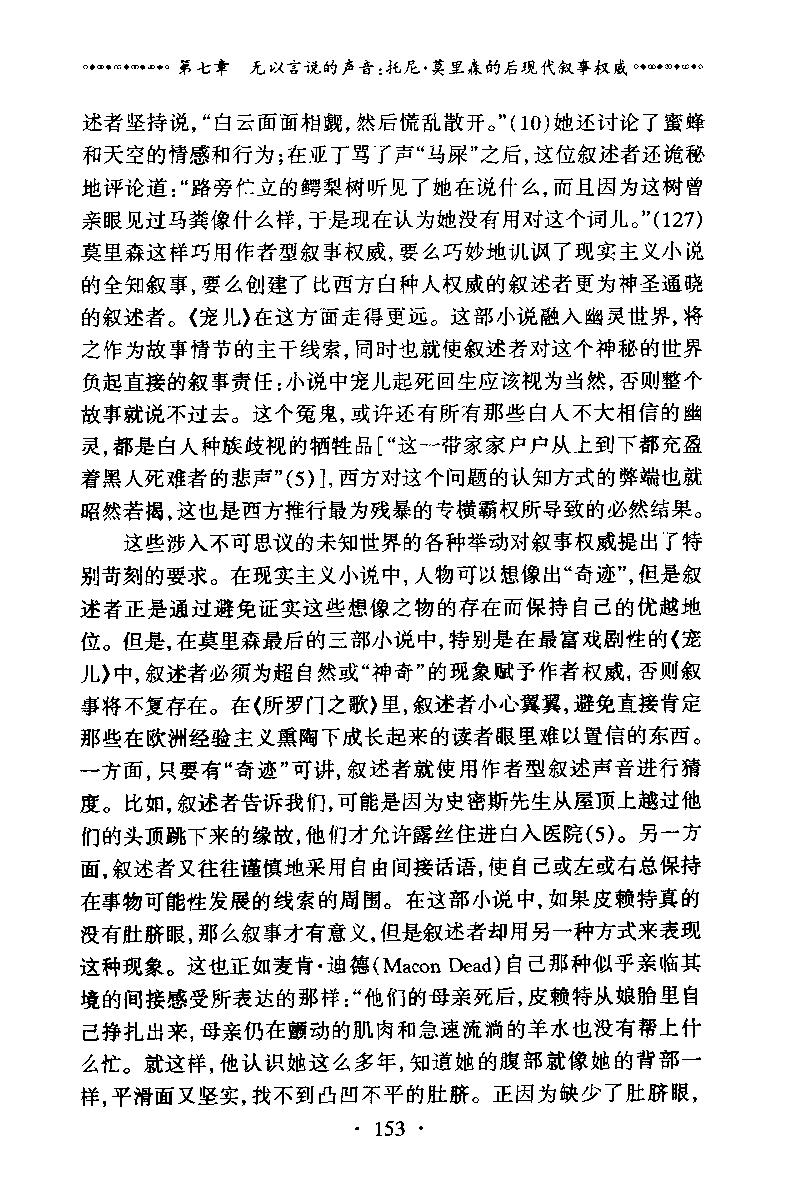 第七章 无以言说的声音:托尼·莫里森的后现代叙事权威
述者坚持说,“白云面面相觑,然后慌乱散开。”(10)她还讨论了蜜蜂
和天空的情感和行为;在亚丁骂了声“马屎”之后,这位叙述者还诡秘
地评论道:“路旁伫立的鳄梨树听见了她在说什么,而且因为这树曾
亲眼见过马粪像什么样,于是现在认为她没有用对这个词儿。”(127)
莫里森这样巧用作者型叙事权威,要么巧妙地讥讽了现实主义小说
的全知叙事,要么创建了比西方白种人权威的叙述者更为神圣通晓
的叙述者。《宠儿》在这方面走得更远。这部小说融入幽灵世界,将
之作为故事情节的主干线索,同时也就使叙述者对这个神秘的世界
负起直接的叙事责任:小说中宠儿起死回生应该视为当然,否则整个
故事就说不过去。这个冤鬼,或许还有所有那些白人不大相信的幽
灵,都是白人种族歧视的牺牲品[“这一带家家户户从上到下都充盈
着黑人死难者的悲声”(5)],西方对这个问题的认知方式的弊端也就
昭然若揭,这也是西方推行最为残暴的专横霸权所导致的必然结果。
这些涉入不可思议的未知世界的各种举动对叙事权威提出了特
别苛刻的要求。在现实主义小说中,人物可以想像出“奇迹”,但是叙
述者正是通过避免证实这些想像之物的存在而保持自己的优越地
位。但是,在莫里森最后的三部小说中,特别是在最富戏剧性的《宠
儿》中,叙述者必须为超自然或“神奇”的现象赋予作者权威,否则叙
事将不复存在。在《所罗门之歌》里,叙述者小心翼翼,避免直接肯定
那些在欧洲经验主义熏陶下成长起来的读者眼里难以置信的东西。
一方面,只要有“奇迹”可讲,叙述者就使用作者型叙述声音进行猜
度。比如,叙述者告诉我们,可能是因为史密斯先生从屋顶上越过他
们的头顶跳下来的缘故,他们才允许露丝住进白人医院(5)。另一方
面,叙述者又往往谨慎地采用自由间接话语,使自己或左或右总保持
在事物可能性发展的线索的周围。在这部小说中,如果皮赖特真的
没有肚脐眼,那么叙事才有意义,但是叙述者却用另一种方式来表现
这种现象。这也正如麦肯·迪德(Macon Dead)自己那种似乎亲临其
境的间接感受所表达的那样:“他们的母亲死后,皮赖特从娘胎里自
己挣扎出来,母亲仍在颤动的肌肉和急速流淌的羊水也没有帮上什
么忙。就这样,他认识她这么多年,知道她的腹部就像她的背部一
样,平滑面又坚实,找不到凸凹不平的肚脐。正因为缺少了肚脐眼,
· 153 ·